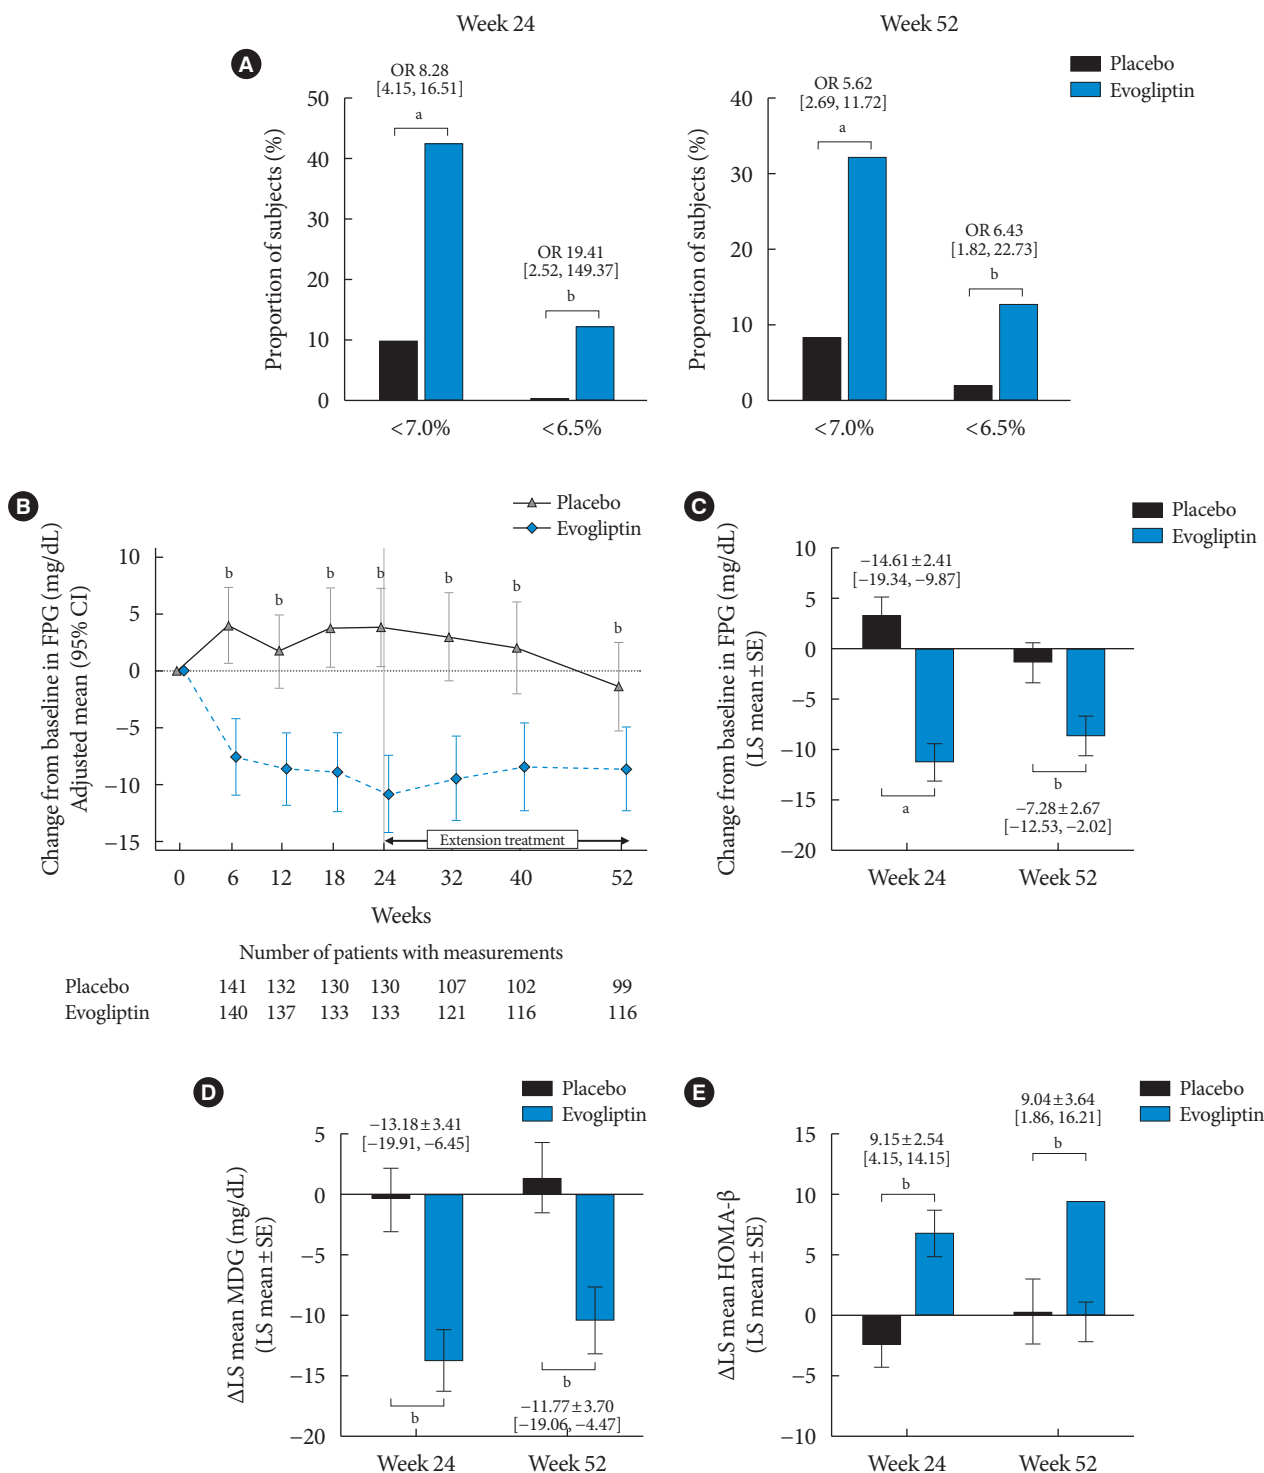 Week 24
Week 52
A
Placebo
Evogliptin
OR 8.28
[4.15, 16.51]
a
OR 19.41
[2.52, 149.37]
b
Proportion of subjects (%)
50
40
30
20
10
0
<7.0%
<6.5%
OR 5.62
[2.69, 11.72]
a
OR 6.43
[1.82, 22.73]
b
Proportion of subjects (%)
40
30
20
10
0
<7.0%
<6.5%
B
Placebo
Evogliptin
Change from baseline in FPG (mg/dL)
Adjusted mean (95% CI)
10
5
0
−5
−10
−15
b b b b b b b
Extension treatment
0 6 12 18 24 32 40 52
Weeks
Number of patients with measurements
Placebo 141 132 130 130 107 102 99
Evogliptin 140 137 133 133 121 116 116
C
Placebo
Evogliptin
Change from baseline in FPG (mg/dL)
(LS mean±SE)
10
5
0
−5
−10
−15
−20
−14.61±2.41
[−19.34, −9.87]
a
b
−7.28±2.67
[−12.53, −2.02]
Week 24
Week 52
D
Placebo
Evogliptin
ΔLS mean MDG (mg/dL)
(LS mean±SE)
5
0
−5
−10
−15
−20
−13.18±3.41
[−19.91, −6.45]
b
b
−11.77±3.70
[−19.06, −4.47]
Week 24
Week 52
E
Placebo
Evogliptin
ΔLS mean HOMA-β
(LS mean±SE)
15
10
5
0
−5
−10
9.15±2.54
[4.15, 14.15]
b
9.04±3.64
[1.86, 16.21]
b
Week 24
Week 52